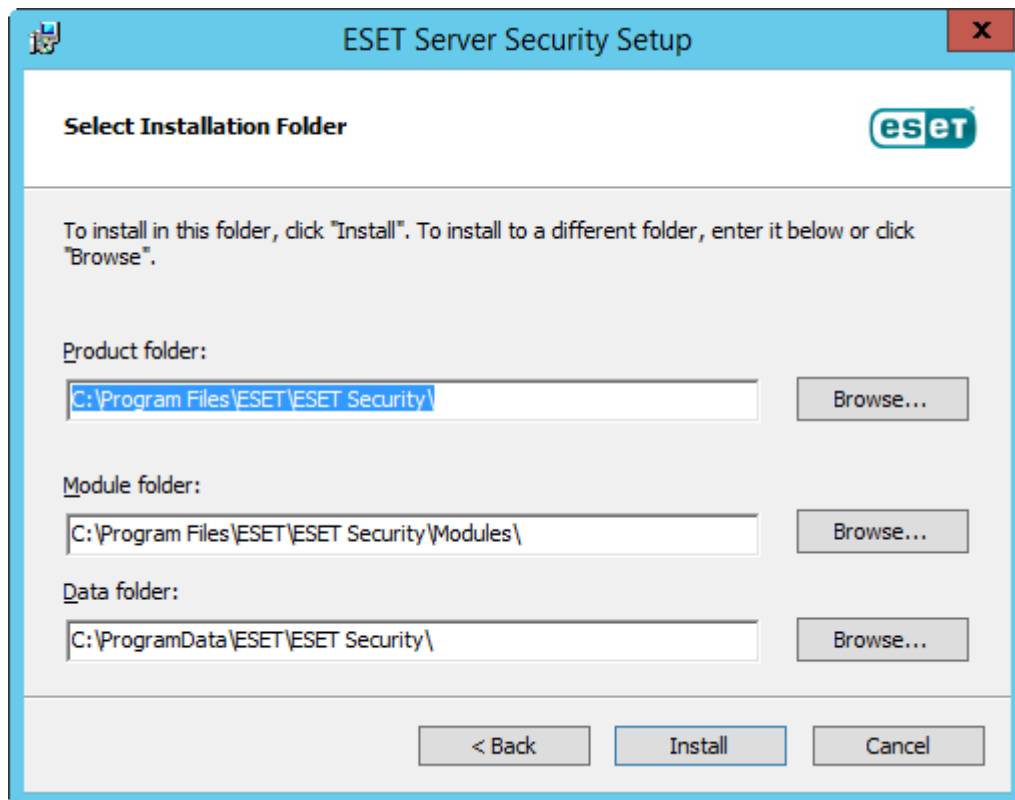 ESET Server Security Setup
x
Select Installation Folder
eseT
To install in this folder, click "Install". To install to a different folder, enter it below or click
"Browse".
Product folder:
C:\Program Files\ESET\ESET Security\
Browse...
Module folder:
C:\Program Files\ESET\ESET Security\Modules\
Browse...
Data folder:
C:\ProgramData\ESET\ESET Security\
Browse...
< Back
Install
Cancel